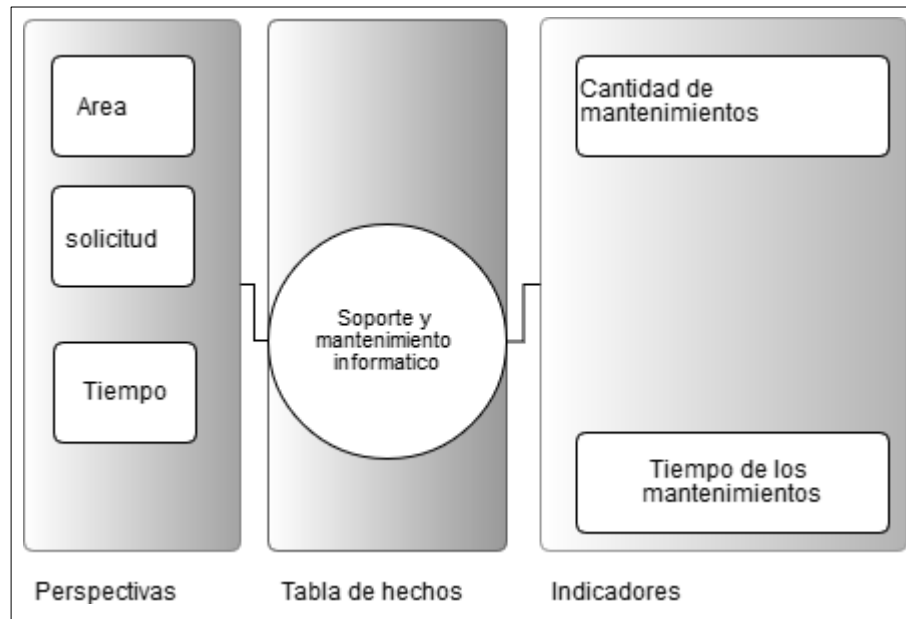 Area
solicitud
Tiempo
Soporte y
mantenimiento
informatico
Cantidad de
mantenimientos
Tiempo de los
mantenimientos
Perspectivas
Tabla de hechos
Indicadores